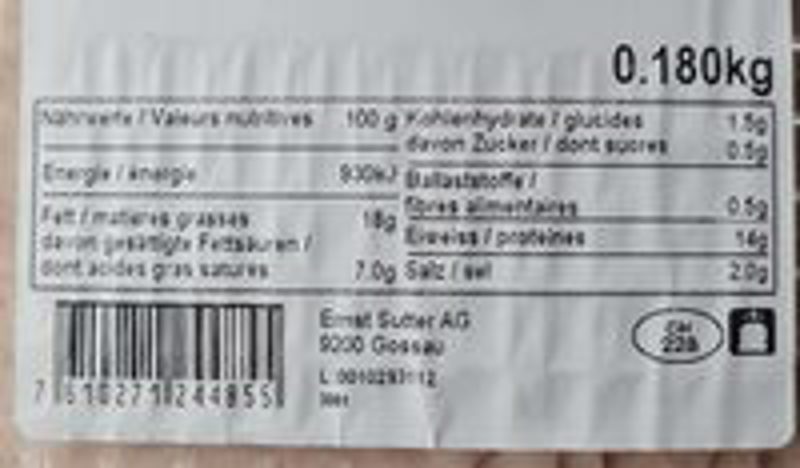 0.180kg
Nährwerte / Valeurs nutritives 100 g
Energie / énergie 930kJ
Fett / matières grasses 18g
davon gesättigte Fettsäuren /
dont acides gras saturés 7.0g
Kohlenhydrate / glucides 1.5g
davon Zucker / dont sucres 0.5g
Ballaststoffe /
fibres alimentaires 0.5g
Eiweiss / protéines 14g
Salz / sel 2.0g
7 610271 244855
Ernst Sutter AG
9200 Gossau
CH
228